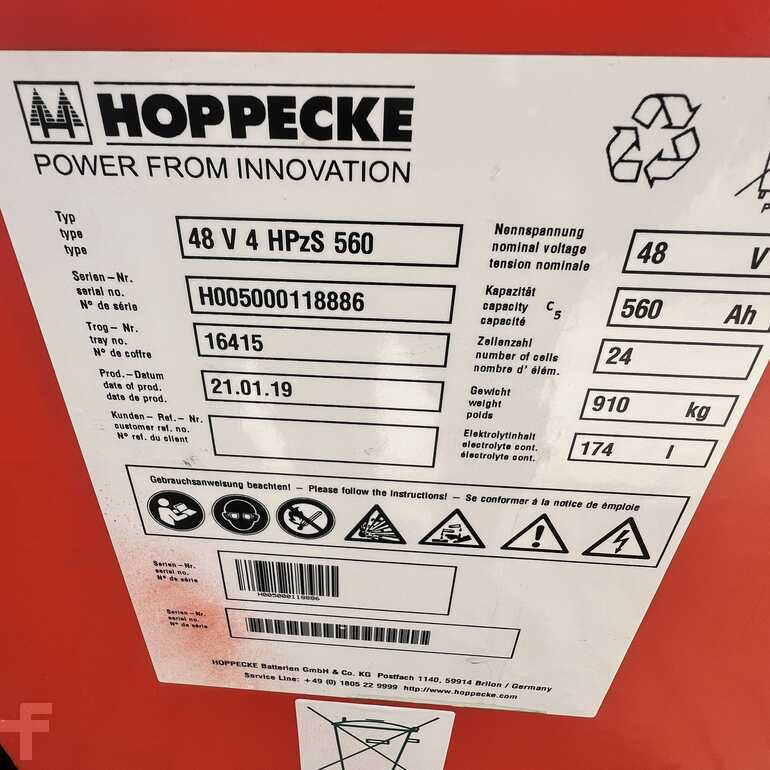 HOPPECKE
POWER FROM INNOVATION
Typ
type
type
48 V 4 HPzS 560
Serien-Nr.
serial no.
N° de série
H005000118886
Trog-Nr.
tray no.
N° de coffre
16415
Prod.-Datum
date of prod.
date de prod.
21.01.19
Kunden-Ref.-Nr.
customer ref. no.
N° ref. du client
Nennspannung
nominal voltage
tension nominale
48 V
Kapazität
capacity C5
capacité
560 Ah
Zellenzahl
number of cells
nombre d' élém.
24
Gewicht
weight
poids
910 kg
Elektrolytinhalt
electrolyte cont.
électrolyte cont.
174 l
Gebrauchsanweisung beachten! - Please follow the instructions! - Se conformer à la notice de émploie
Serien-Nr.
serial no.
N° de série
H005000118886
Serien-Nr.
serial no.
N° de série
HOPPECKE Batterien GmbH & Co. KG Postfach 1140, 59914 Brilon / Germany
Service Line: +49 (0) 1805 22 9999 http://www.hoppecke.com
f